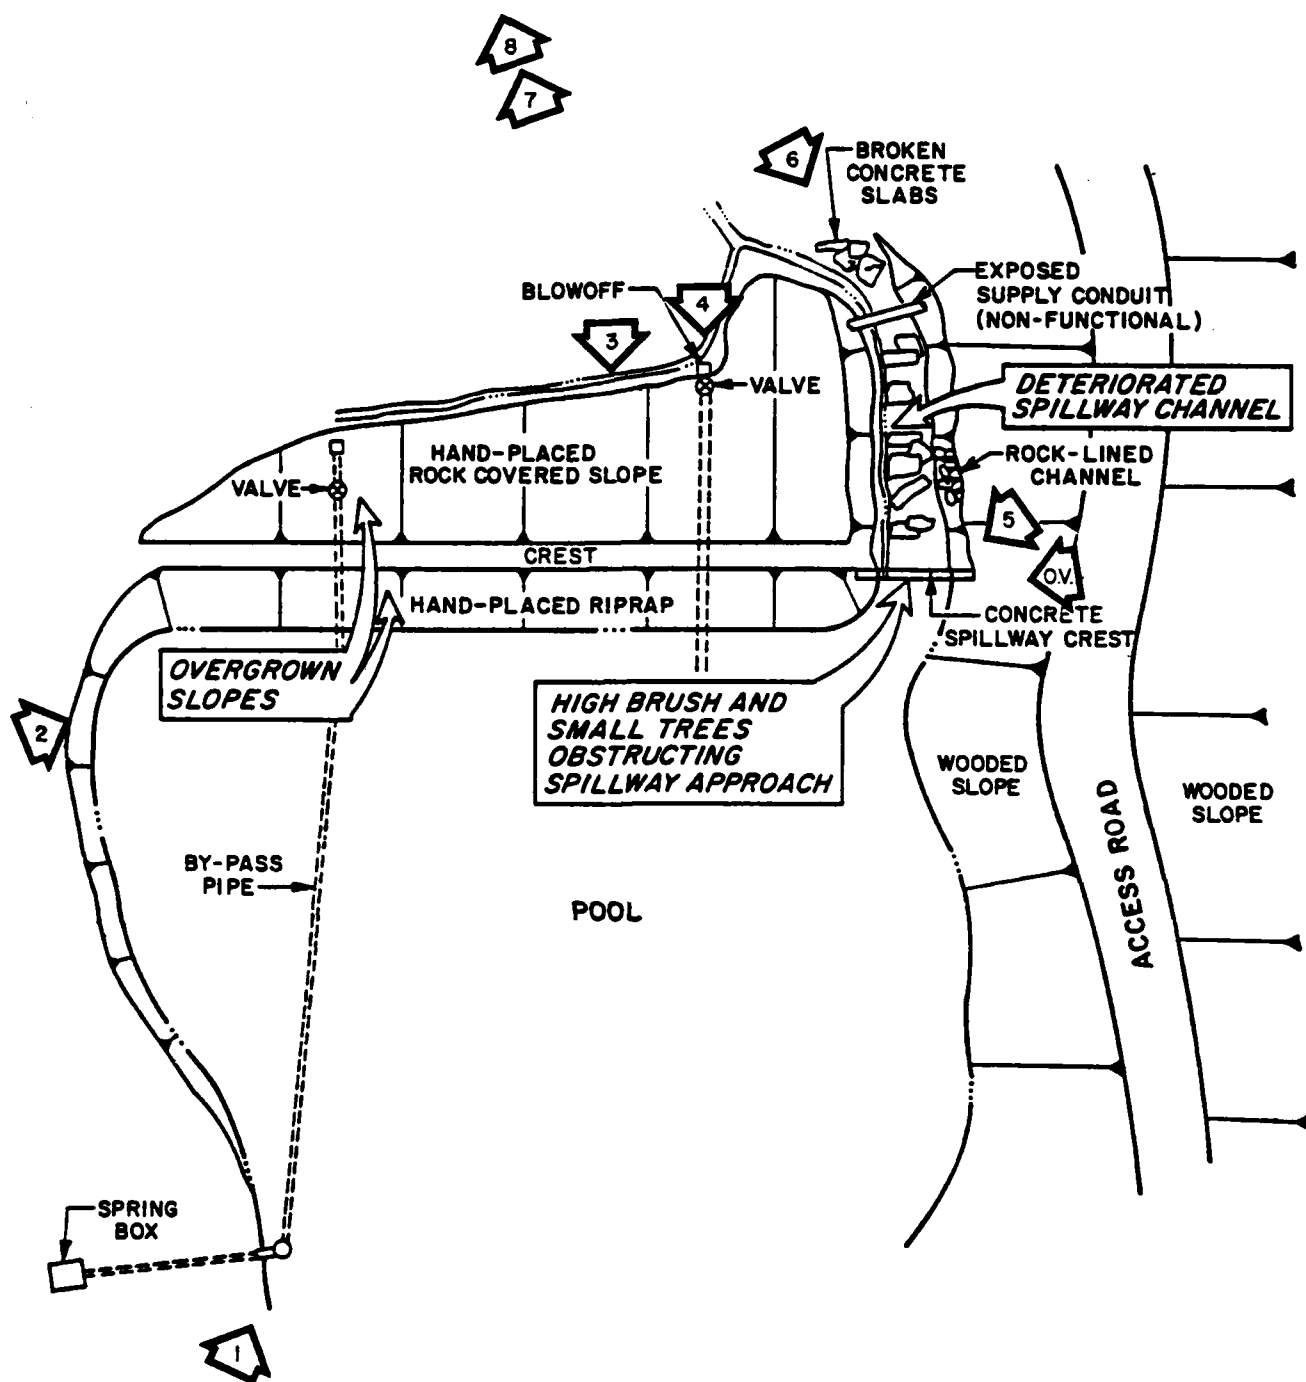 8
7
6
BROKEN
CONCRETE
SLABS
EXPOSED
SUPPLY CONDUIT
(NON-FUNCTIONAL)
BLOWOFF
4
3
VALVE
DETERIORATED
SPILLWAY CHANNEL
HAND-PLACED
ROCK COVERED SLOPE
ROCK-LINED
CHANNEL
VALVE
5
CREST
O.V.
HAND-PLACED RIPRAP
CONCRETE
SPILLWAY CREST
OVERGROWN
SLOPES
HIGH BRUSH AND
SMALL TREES
OBSTRUCTING
SPILLWAY APPROACH
2
WOODED
SLOPE
WOODED
SLOPE
ACCESS ROAD
BY-PASS
PIPE
POOL
SPRING
BOX
1